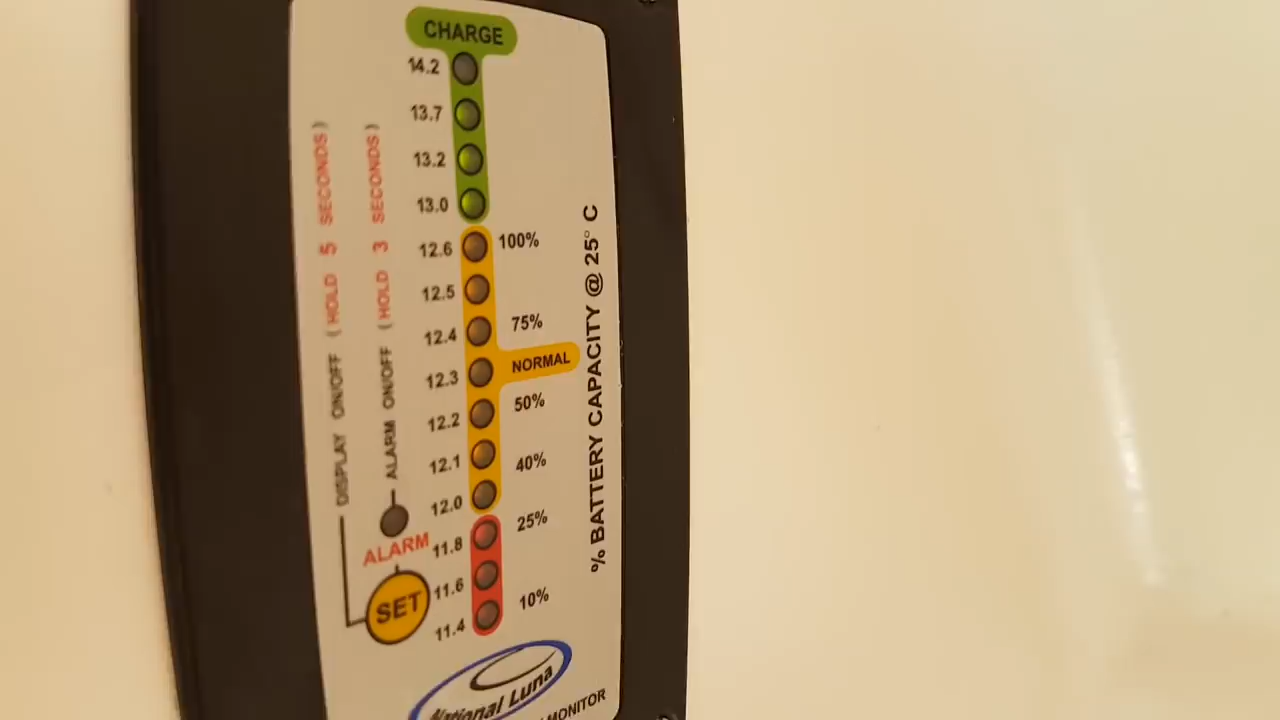 CHARGE
14.2
13.7
13.2
13.0
12.6 100%
12.5
12.4 75%
NORMAL
12.3
12.2 50%
12.1 40%
12.0
11.8 25%
11.6
11.4 10%
% BATTERY CAPACITY @ 25° C
DISPLAY ON/OFF (HOLD 5 SECONDS)
ALARM ON/OFF (HOLD 3 SECONDS)
ALARM
SET
National Luna
MONITOR